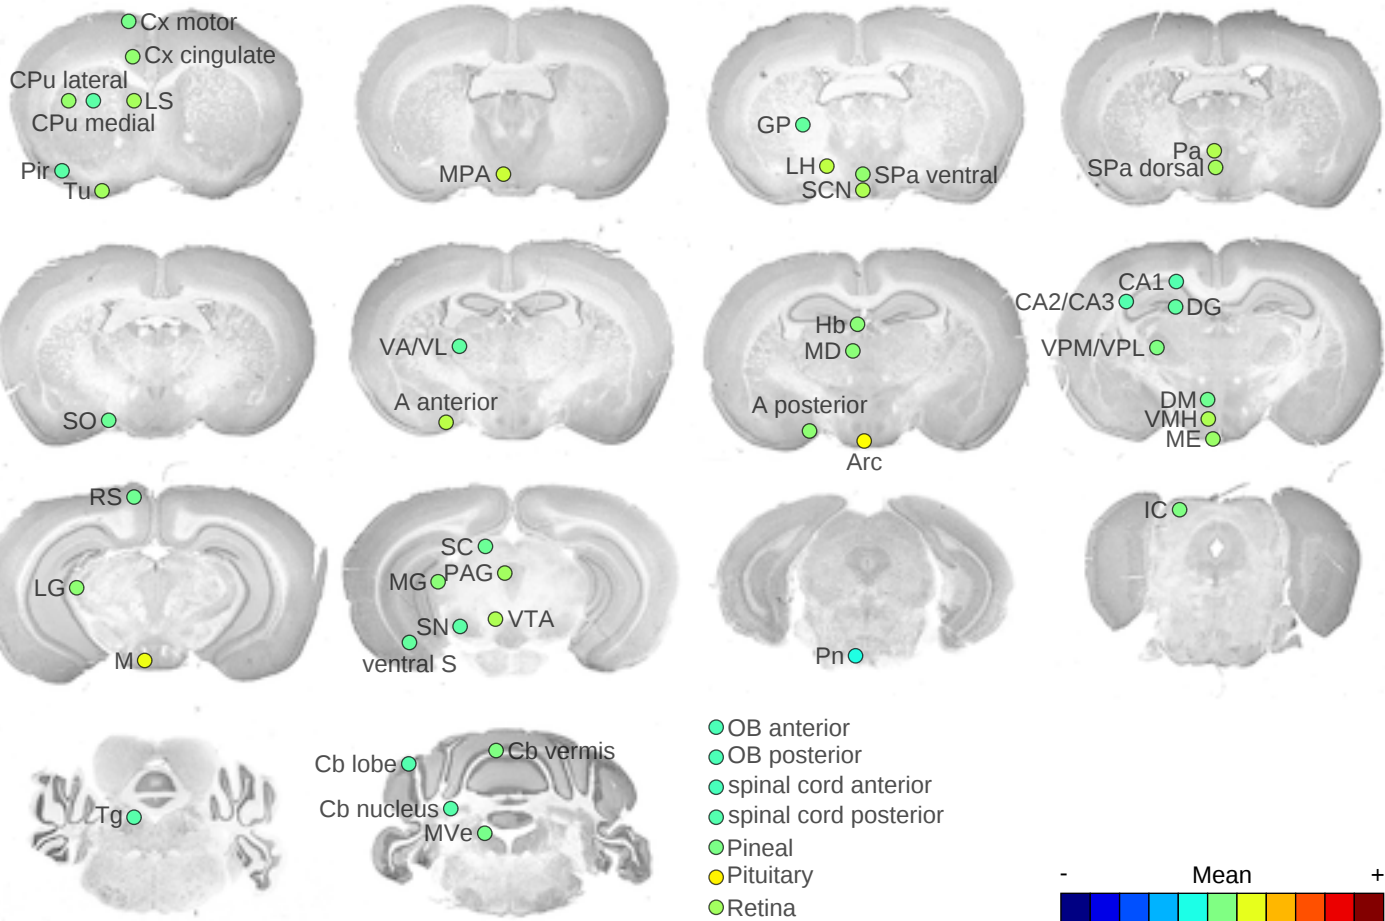 Cx motor
Cx cingulate
CPu lateral
LS
CPu medial
Pir
Tu
MPA
GP
LH
SPa ventral
SCN
Pa
SPa dorsal
SO
VA/VL
A anterior
Hb
MD
A posterior
Arc
CA1
CA2/CA3
DG
VPM/VPL
DM
VMH
ME
RS
LG
M
SC
MG
PAG
SN
VTA
ventral S
Pn
IC
Tg
Cb lobe
Cb vermis
Cb nucleus
MVe
OB anterior
OB posterior
spinal cord anterior
spinal cord posterior
Pineal
Pituitary
Retina
- Mean +